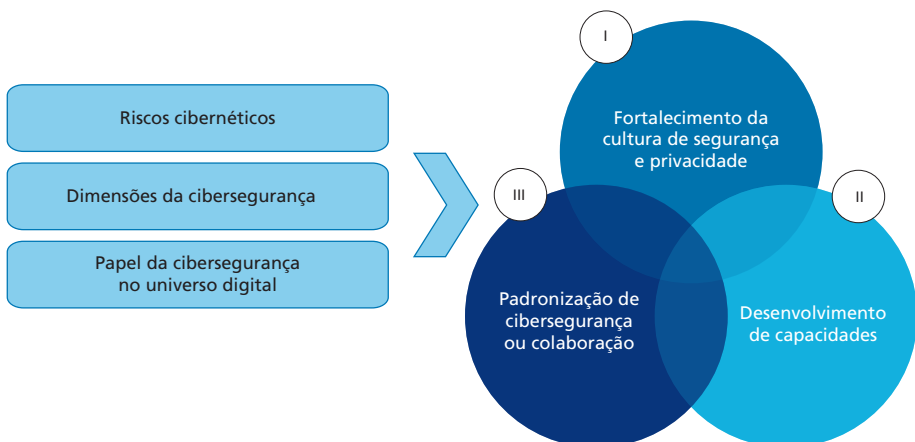 Riscos cibernéticos
Dimensões da cibersegurança
Papel da cibersegurança
no universo digital
I
Fortalecimento da
cultura de segurança
e privacidade
III
Padronização de
cibersegurança
ou colaboração
II
Desenvolvimento
de capacidades